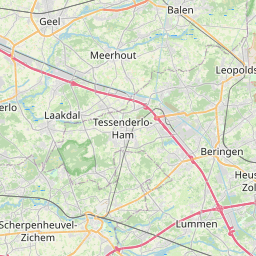 Balen
Geel
Meerhout
Leopolds
erlo
Laakdal
Tessenderlo-
Ham
Beringen
Heus
Zol
Scherpenheuvel-
Zichem
Lummen